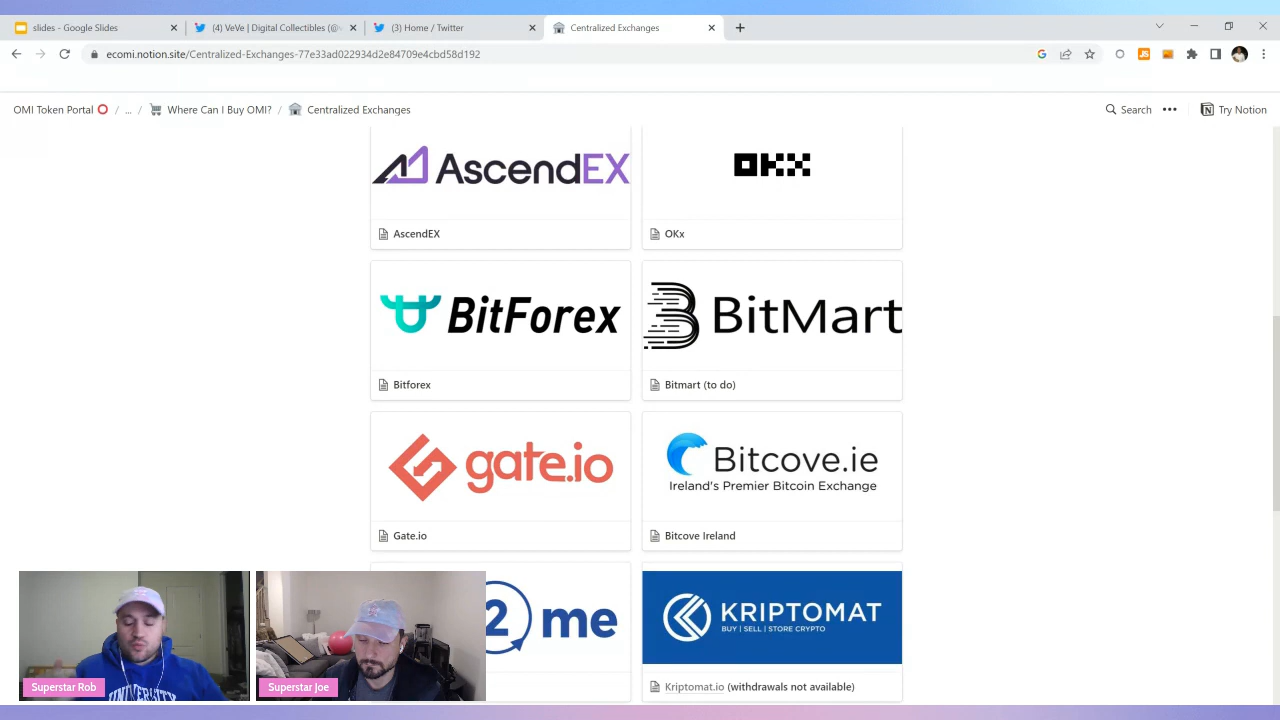 slides - Google Slides
(4) VeVe | Digital Collectibles (@v
(3) Home / Twitter
Centralized Exchanges
ecomi.notion.site/Centralized-Exchanges-77e33ad022934d2e84709e4cbd58d192
OMI Token Portal / ... / Where Can I Buy OMI? / Centralized Exchanges
Search
Try Notion
AscendEX
OKX
AscendEX
OKx
BitForex
BitMart
Bitforex
Bitmart (to do)
gate.io
Bitcove.ie
Ireland's Premier Bitcoin Exchange
Gate.io
Bitcove Ireland
2 me
KRIPTOMAT
BUY | SELL | STORE CRYPTO
Kriptomat.io (withdrawals not available)
Superstar Rob
Superstar Joe